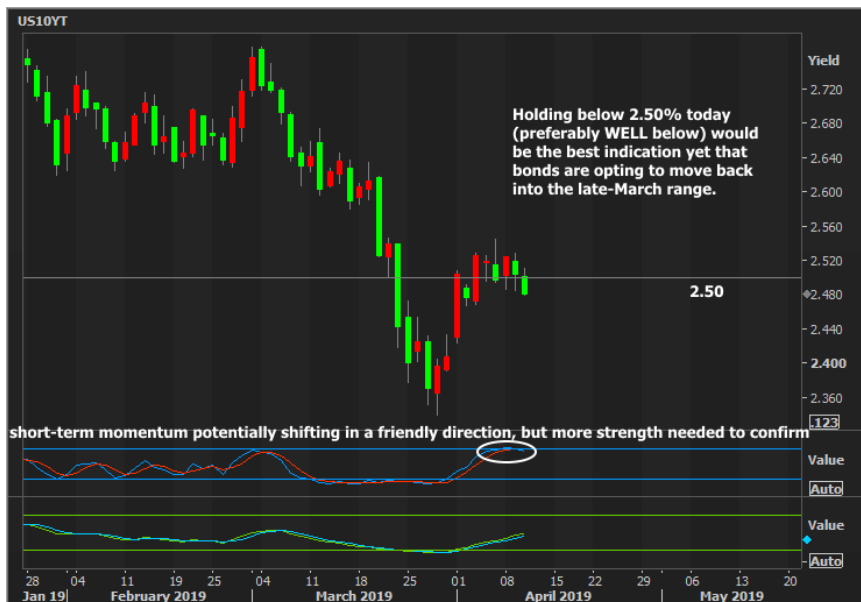 US10YT
Yield
2.720
2.680
2.640
2.600
2.560
2.520
2.480
2.440
2.400
2.360
.123
Holding below 2.50% today
(preferably WELL below) would
be the best indication yet that
bonds are opting to move back
into the late-March range.
2.50
short-term momentum potentially shifting in a friendly direction, but more strength needed to confirm
Value
Auto
Value
Auto
28 04 11 19 25 04 11 18 25 01 08 15 22 29 06 13 20
Jan 19 February 2019 March 2019 April 2019 May 2019